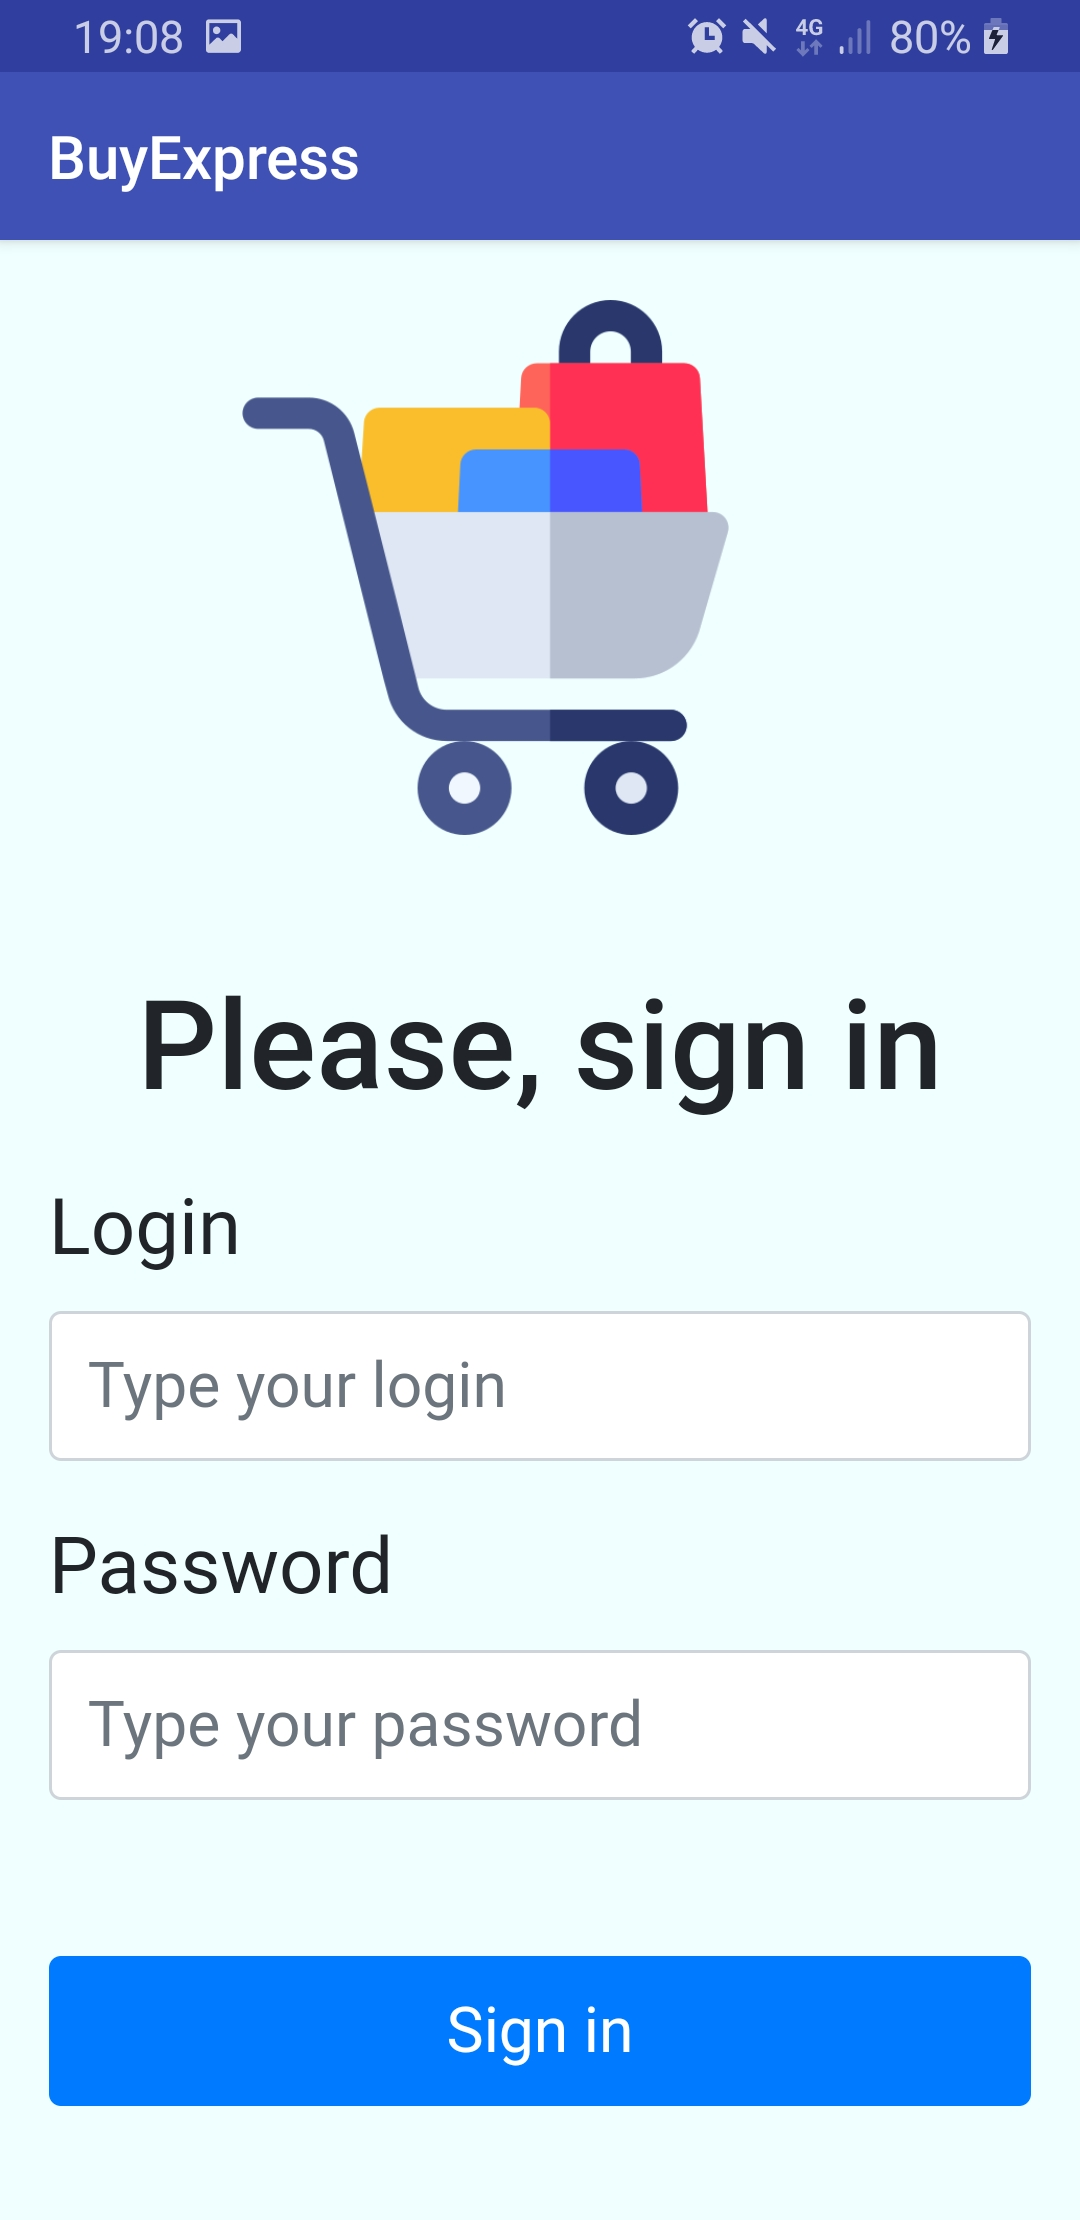 19:08 4G 80%
BuyExpress
Please, sign in
Login
Type your login
Password
Type your password
Sign in